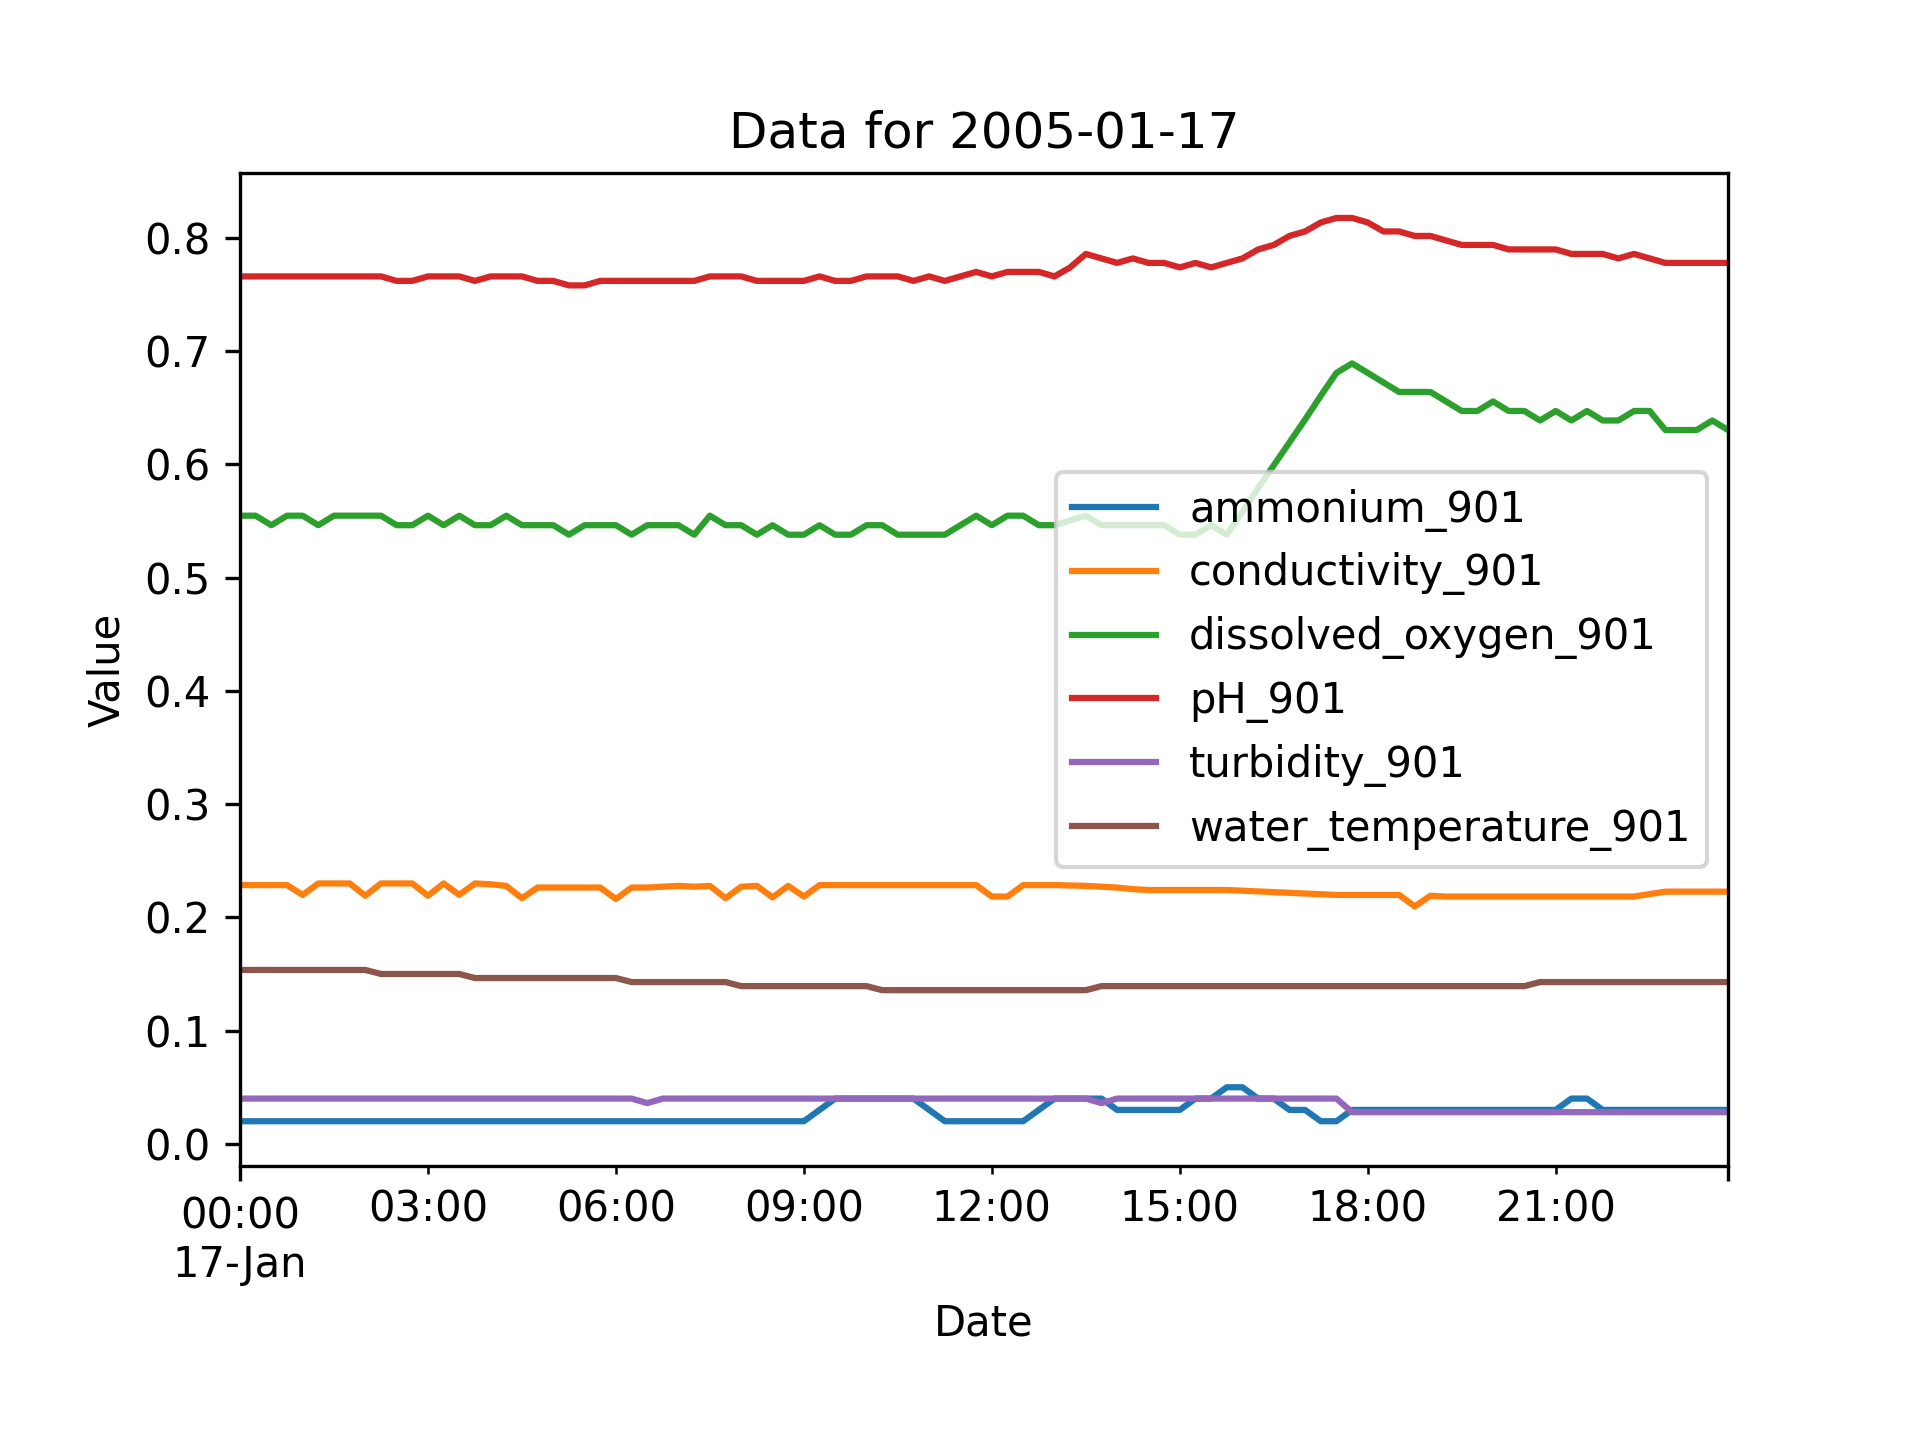 Data for 2005-01-17
Value
0.8
0.7
0.6
0.5
0.4
0.3
0.2
0.1
0.0
ammonium_901
conductivity_901
dissolved_oxygen_901
pH_901
turbidity_901
water_temperature_901
00:00 03:00 06:00 09:00 12:00 15:00 18:00 21:00
17-Jan
Date